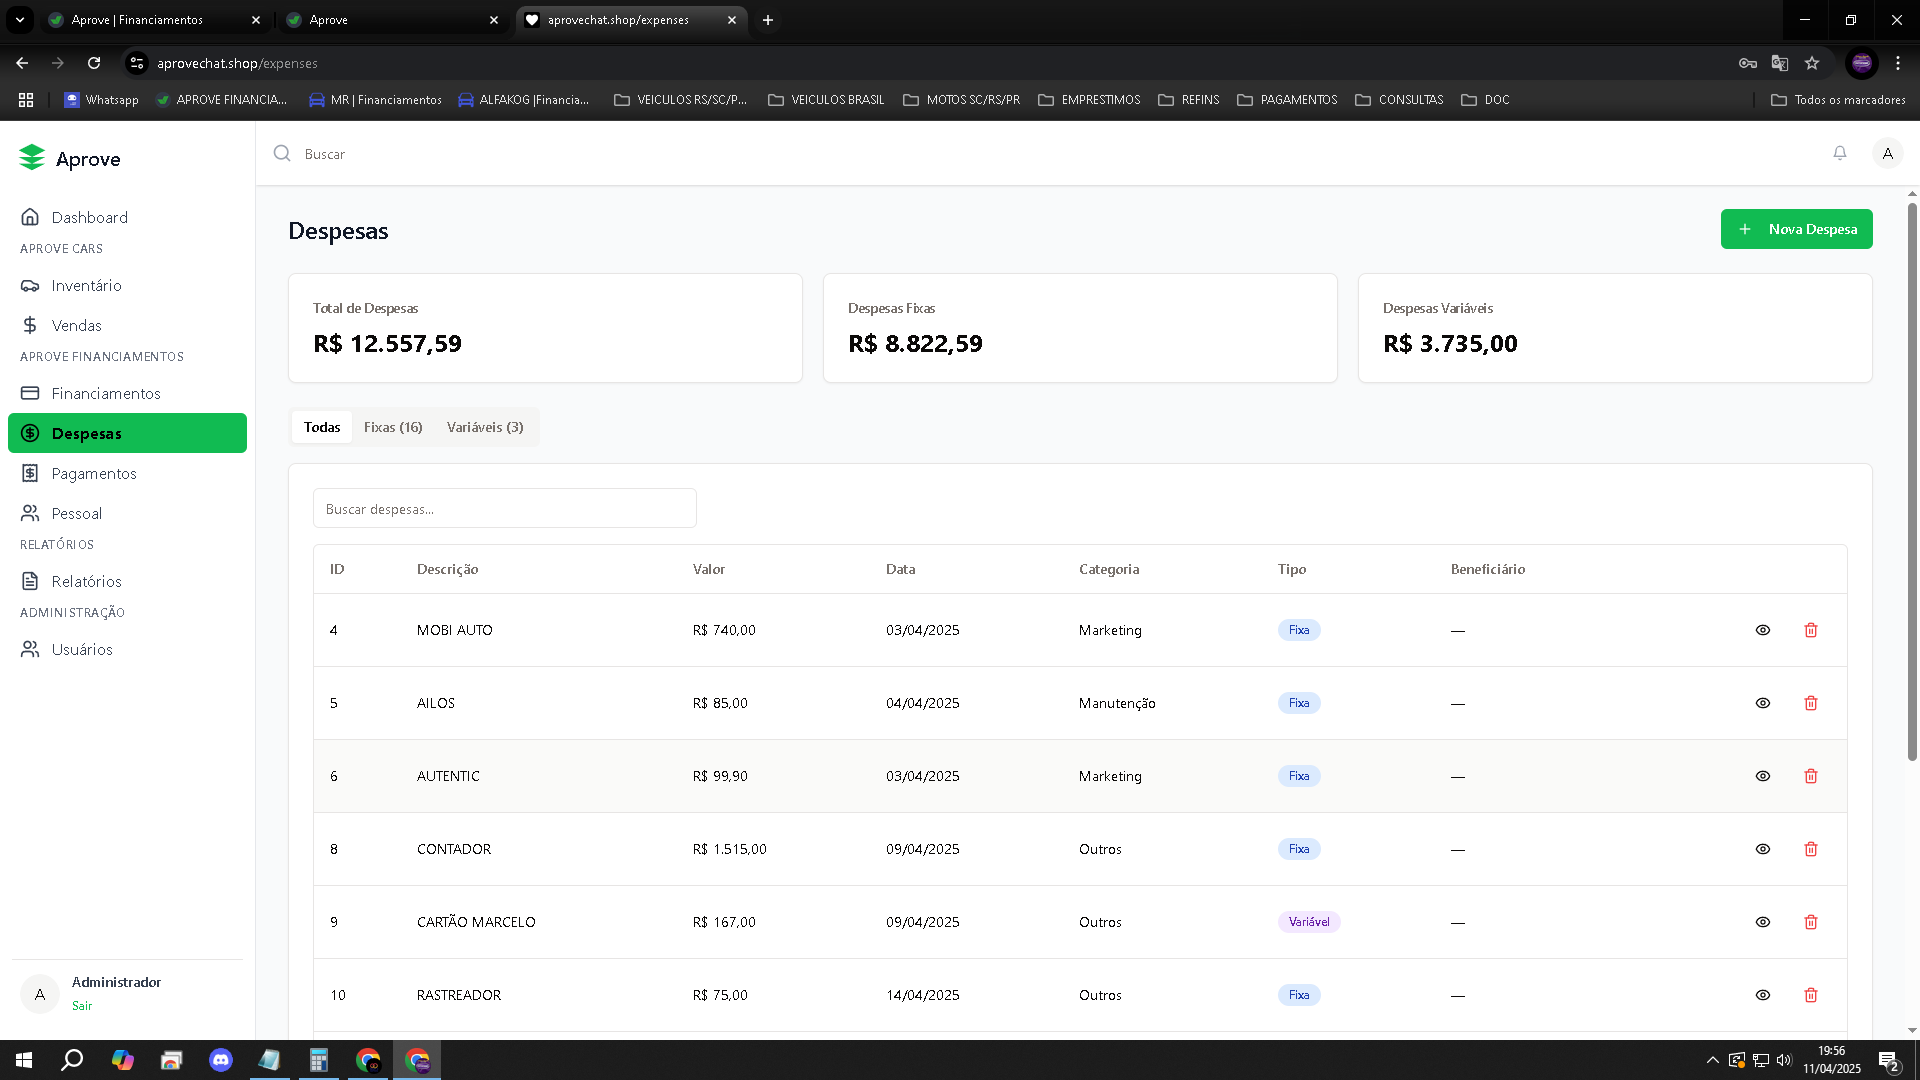 Aprove | Financiamentos
Aprove
aprovechat.shop/expenses
aprovechat.shop/expenses
Whatsapp
APROVE FINANCIA...
MR | Financiamentos
ALFAKOG |Financia...
VEICULOS RS/SC/P...
VEICULOS BRASIL
MOTOS SC/RS/PR
EMPRESTIMOS
REFINS
PAGAMENTOS
CONSULTAS
DOC
Todos os marcadores
Aprove
Buscar
A
Dashboard
APROVE CARS
Inventário
Vendas
APROVE FINANCIAMENTOS
Financiamentos
Despesas
Pagamentos
Pessoal
RELATÓRIOS
Relatórios
ADMINISTRAÇÃO
Usuários
A
Administrador
Sair
Despesas
+ Nova Despesa
Total de Despesas
R$ 12.557,59
Despesas Fixas
R$ 8.822,59
Despesas Variáveis
R$ 3.735,00
Todas Fixas (16) Variáveis (3)
Buscar despesas...
ID Descrição Valor Data Categoria Tipo Beneficiário
4 MOBI AUTO R$ 740,00 03/04/2025 Marketing Fixa —
5 AILOS R$ 85,00 04/04/2025 Manutenção Fixa —
6 AUTENTIC R$ 99,90 03/04/2025 Marketing Fixa —
8 CONTADOR R$ 1.515,00 09/04/2025 Outros Fixa —
9 CARTÃO MARCELO R$ 167,00 09/04/2025 Outros Variável —
10 RASTREADOR R$ 75,00 14/04/2025 Outros Fixa —
19:56
11/04/2025
2